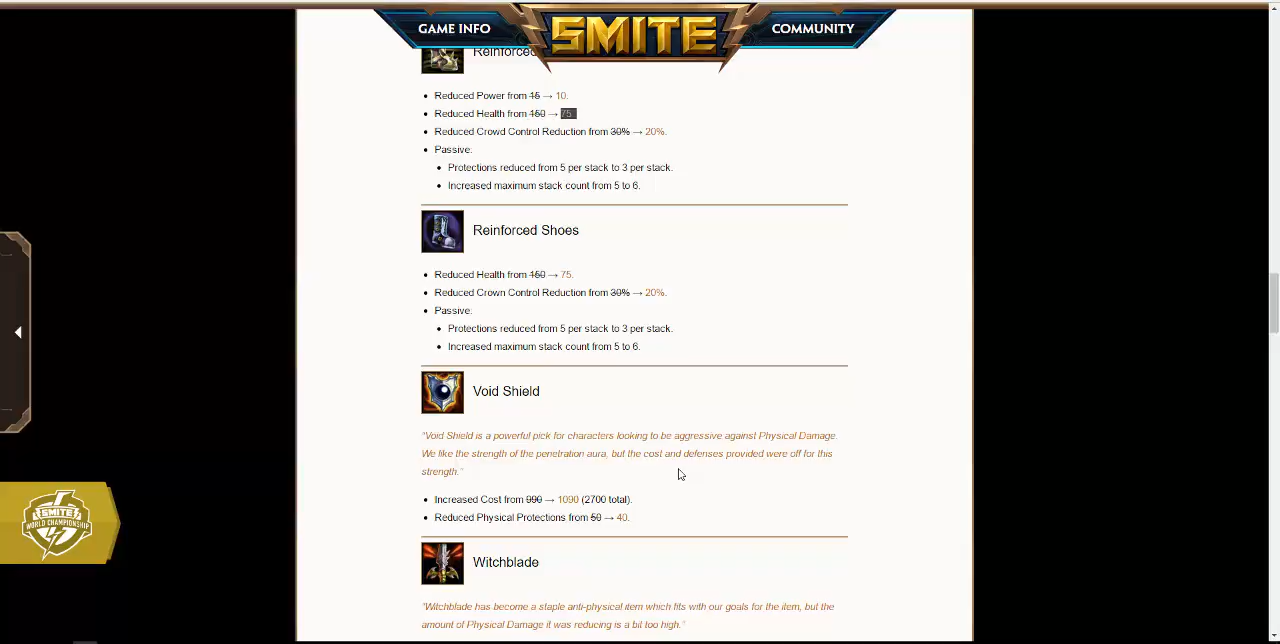 GAME INFO
SMITE
COMMUNITY
Reinforced
Reduced Power from 15 → 10.
Reduced Health from 150 → 75.
Reduced Crowd Control Reduction from 30% → 20%.
Passive:
Protections reduced from 5 per stack to 3 per stack.
Increased maximum stack count from 5 to 6.
Reinforced Shoes
Reduced Health from 150 → 75.
Reduced Crown Control Reduction from 30% → 20%.
Passive:
Protections reduced from 5 per stack to 3 per stack.
Increased maximum stack count from 5 to 6.
Void Shield
"Void Shield is a powerful pick for characters looking to be aggressive against Physical Damage.
We like the strength of the penetration aura, but the cost and defenses provided were off for this
strength."
Increased Cost from 990 → 1090 (2700 total).
Reduced Physical Protections from 50 → 40.
SMITE
WORLD CHAMPIONSHIP
Witchblade
"Witchblade has become a staple anti-physical item which fits with our goals for the item, but the
amount of Physical Damage it was reducing is a bit too high."